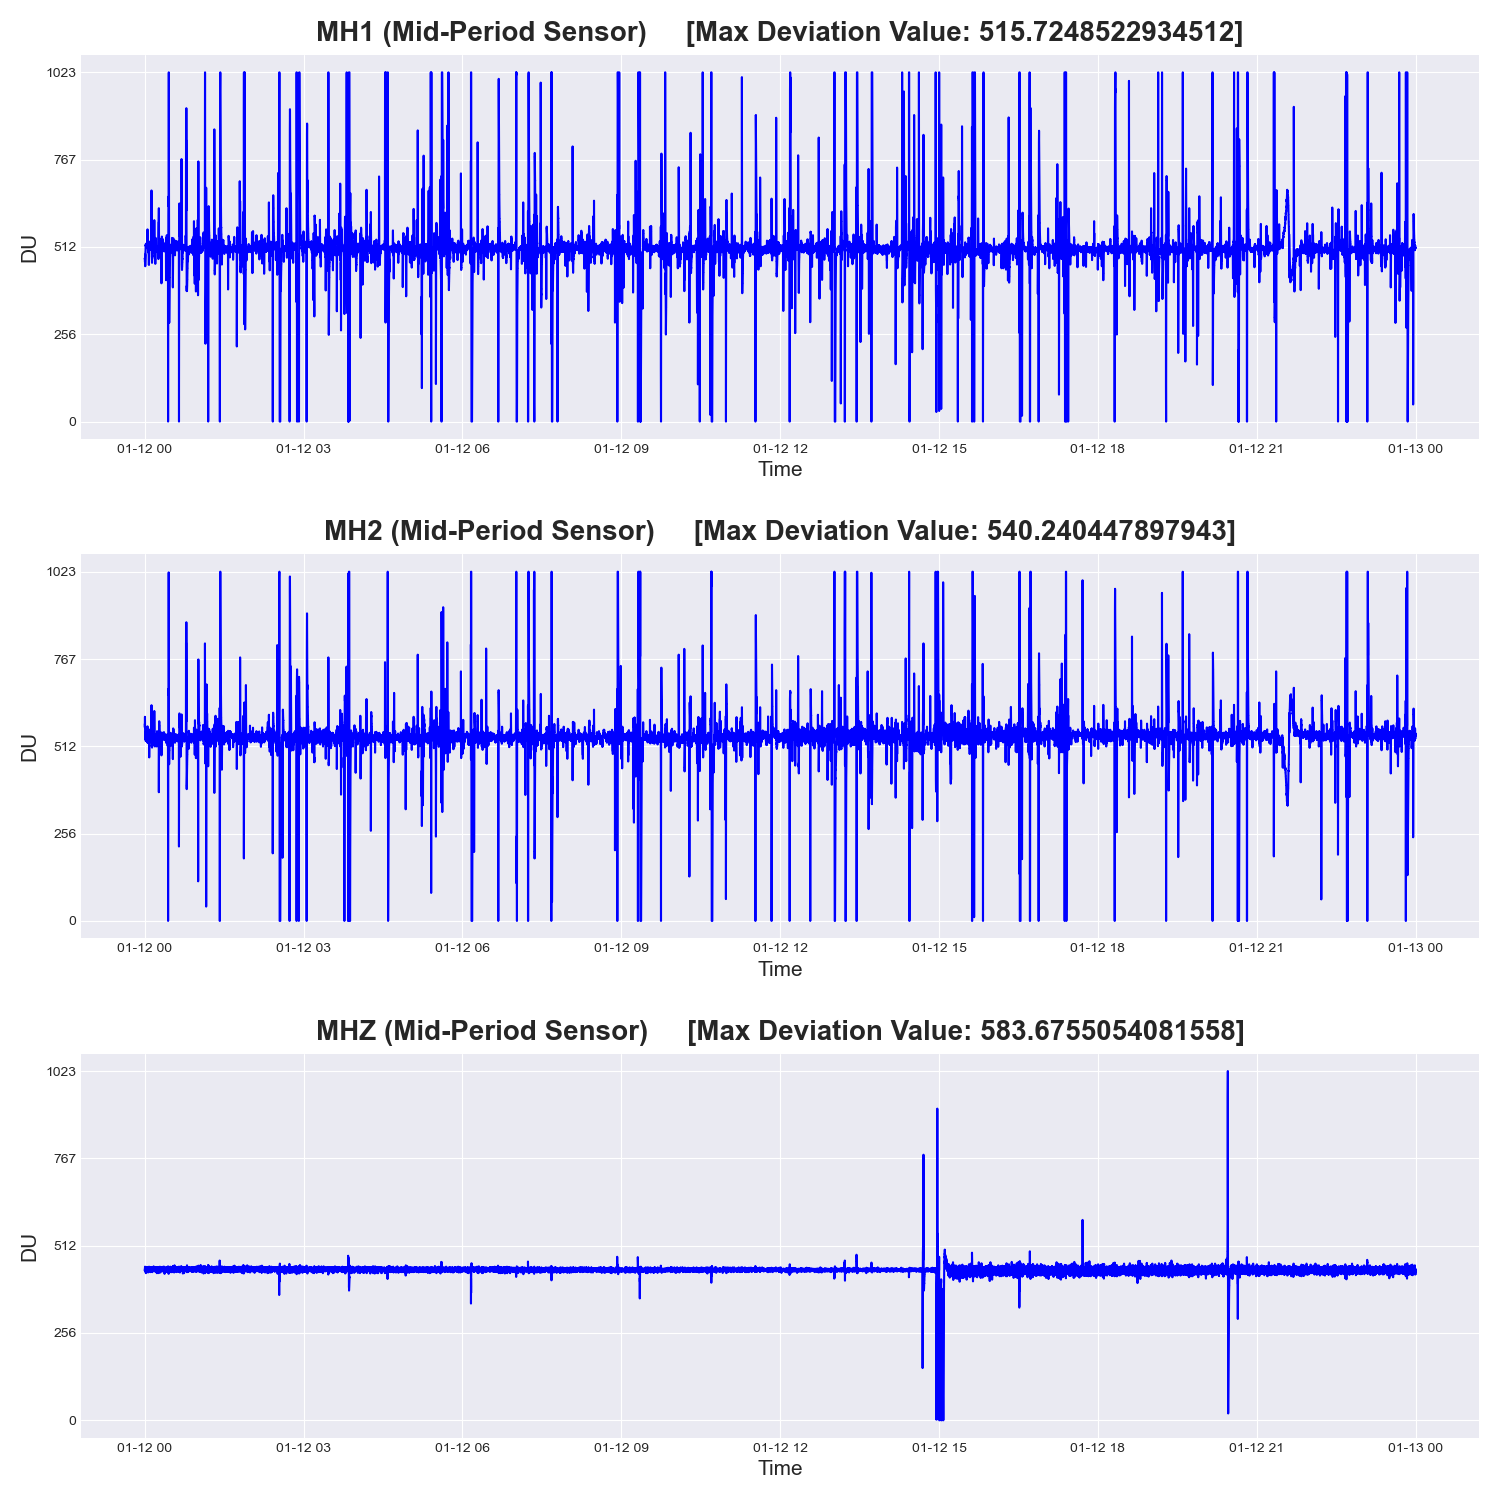 MH1 (Mid-Period Sensor) [Max Deviation Value: 515.7248522934512]
1023
767
512
256
0
DU
01-12 00 01-12 03 01-12 06 01-12 09 01-12 12 01-12 15 01-12 18 01-12 21 01-13 00
Time
MH2 (Mid-Period Sensor) [Max Deviation Value: 540.240447897943]
1023
767
512
256
0
DU
01-12 00 01-12 03 01-12 06 01-12 09 01-12 12 01-12 15 01-12 18 01-12 21 01-13 00
Time
MHZ (Mid-Period Sensor) [Max Deviation Value: 583.6755054081558]
1023
767
512
256
0
DU
01-12 00 01-12 03 01-12 06 01-12 09 01-12 12 01-12 15 01-12 18 01-12 21 01-13 00
Time